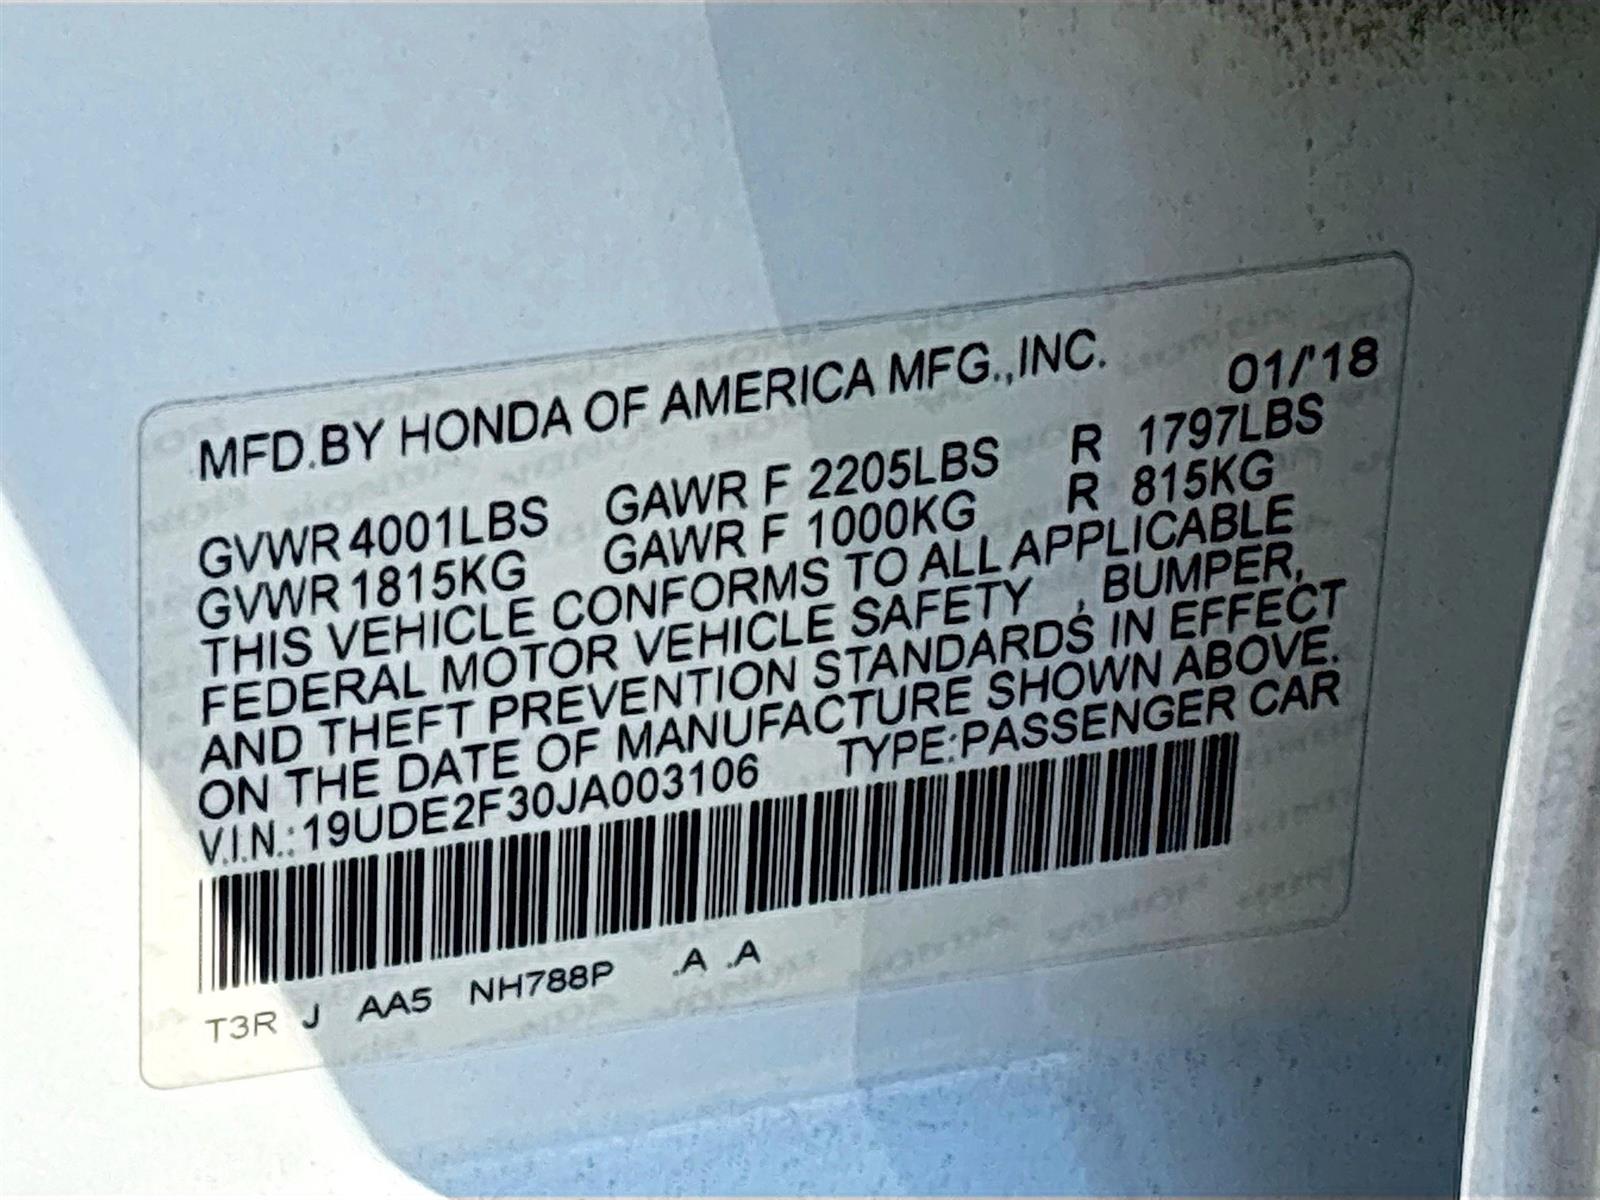 MFD.BY HONDA OF AMERICA MFG.,INC. 01/'18
GVWR 4001LBS GAWR F 2205LBS R 1797LBS
GVWR 1815KG GAWR F 1000KG R 815KG
THIS VEHICLE CONFORMS TO ALL APPLICABLE
FEDERAL MOTOR VEHICLE SAFETY , BUMPER,
AND THEFT PREVENTION STANDARDS IN EFFECT
ON THE DATE OF MANUFACTURE SHOWN ABOVE.
V.I.N.: 19UDE2F30JA003106 TYPE:PASSENGER CAR
T3R J AA5 NH788P .A .A